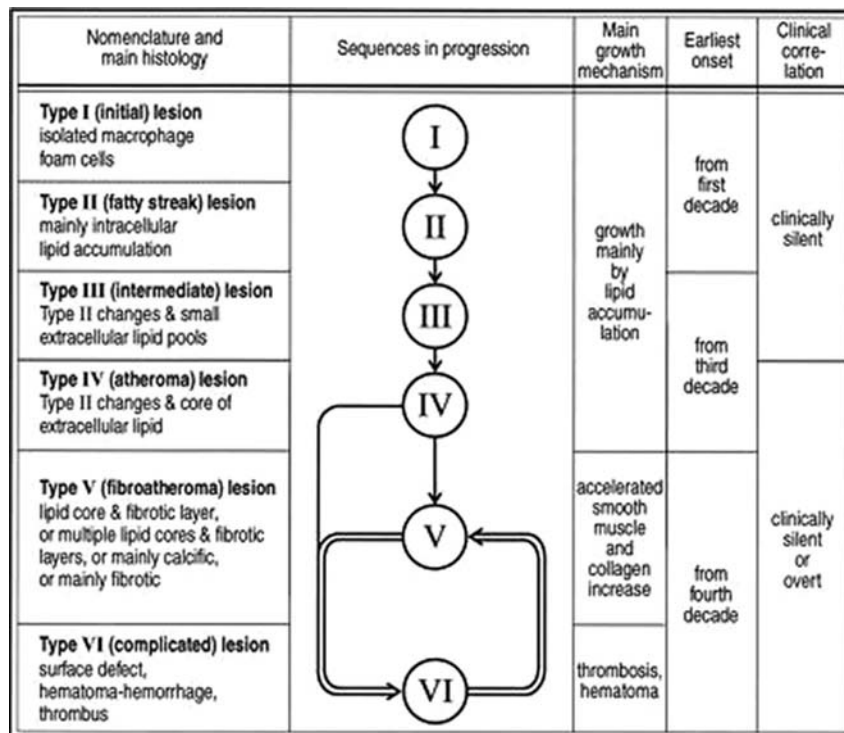 Nomenclature and
main histology
Sequences in progression
Main
growth
mechanism
Earliest
onset
Clinical
corre-
lation
Type I (initial) lesion
isolated macrophage
foam cells
Type II (fatty streak) lesion
mainly intracellular
lipid accumulation
Type III (intermediate) lesion
Type II changes & small
extracellular lipid pools
Type IV (atheroma) lesion
Type II changes & core of
extracellular lipid
Type V (fibroatheroma) lesion
lipid core & fibrotic layer,
or multiple lipid cores & fibrotic
layers, or mainly calcific,
or mainly fibrotic
Type VI (complicated) lesion
surface defect,
hematoma-hemorrhage,
thrombus
I
II
III
IV
V
VI
growth
mainly
by
lipid
accumu-
lation
accelerated
smooth
muscle
and
collagen
increase
thrombosis,
hematoma
from
first
decade
from
third
decade
from
fourth
decade
clinically
silent
clinically
silent
or
overt